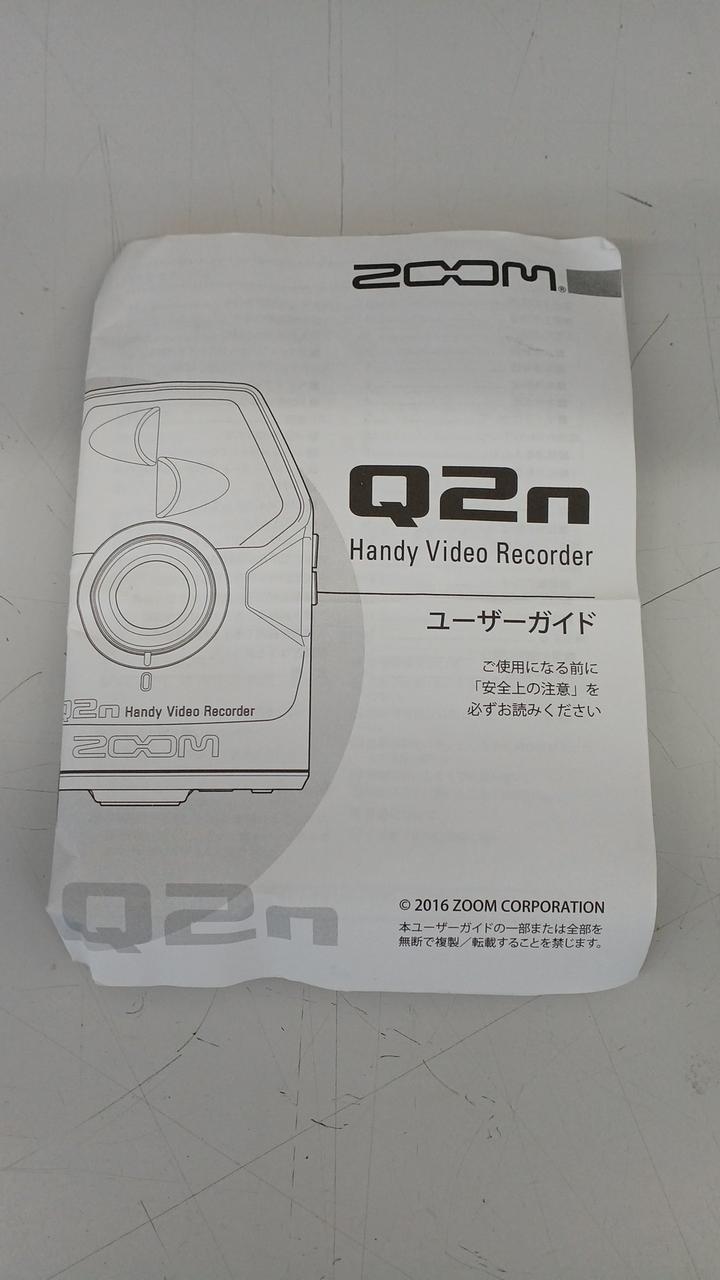 ZOOM®
Q2n
Handy Video Recorder
ユーザーガイド
ご使用になる前に
「安全上の注意」を
必ずお読みください
Q2n Handy Video Recorder
ZOOM
Q2n
© 2016 ZOOM CORPORATION
本ユーザーガイドの一部または全部を
無断で複製／転載することを禁じます。